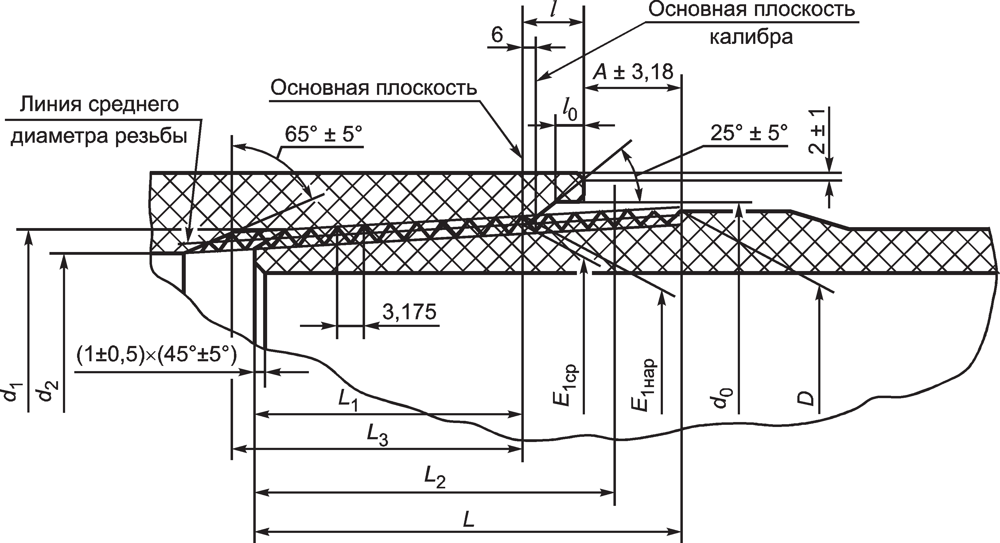 l
Основная плоскость
калибра
6
A ± 3,18
Основная плоскость
Линия среднего
диаметра резьбы
l0
65° ± 5°
25° ± 5°
2 ± 1
3,175
(1±0,5)×(45°±5°)
d1
d2
L1
E1ср
E1нар
d0
D
L3
L2
L